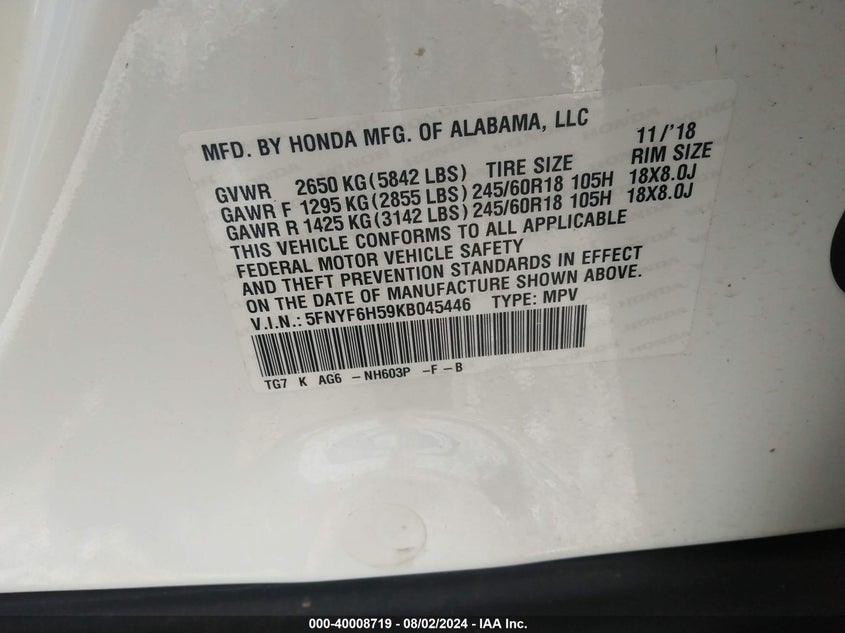 MFD. BY HONDA MFG. OF ALABAMA, LLC 11/'18
GVWR 2650 KG (5842 LBS) TIRE SIZE RIM SIZE
GAWR F 1295 KG (2855 LBS) 245/60R18 105H 18X8.0J
GAWR R 1425 KG (3142 LBS) 245/60R18 105H 18X8.0J
THIS VEHICLE CONFORMS TO ALL APPLICABLE
FEDERAL MOTOR VEHICLE SAFETY
AND THEFT PREVENTION STANDARDS IN EFFECT
ON THE DATE OF MANUFACTURE SHOWN ABOVE.
V.I.N.: 5FNYF6H59KB045446 TYPE: MPV
TG7 K AG6 -NH603P -F-B
000-40008719 - 08/02/2024 - IAA Inc.